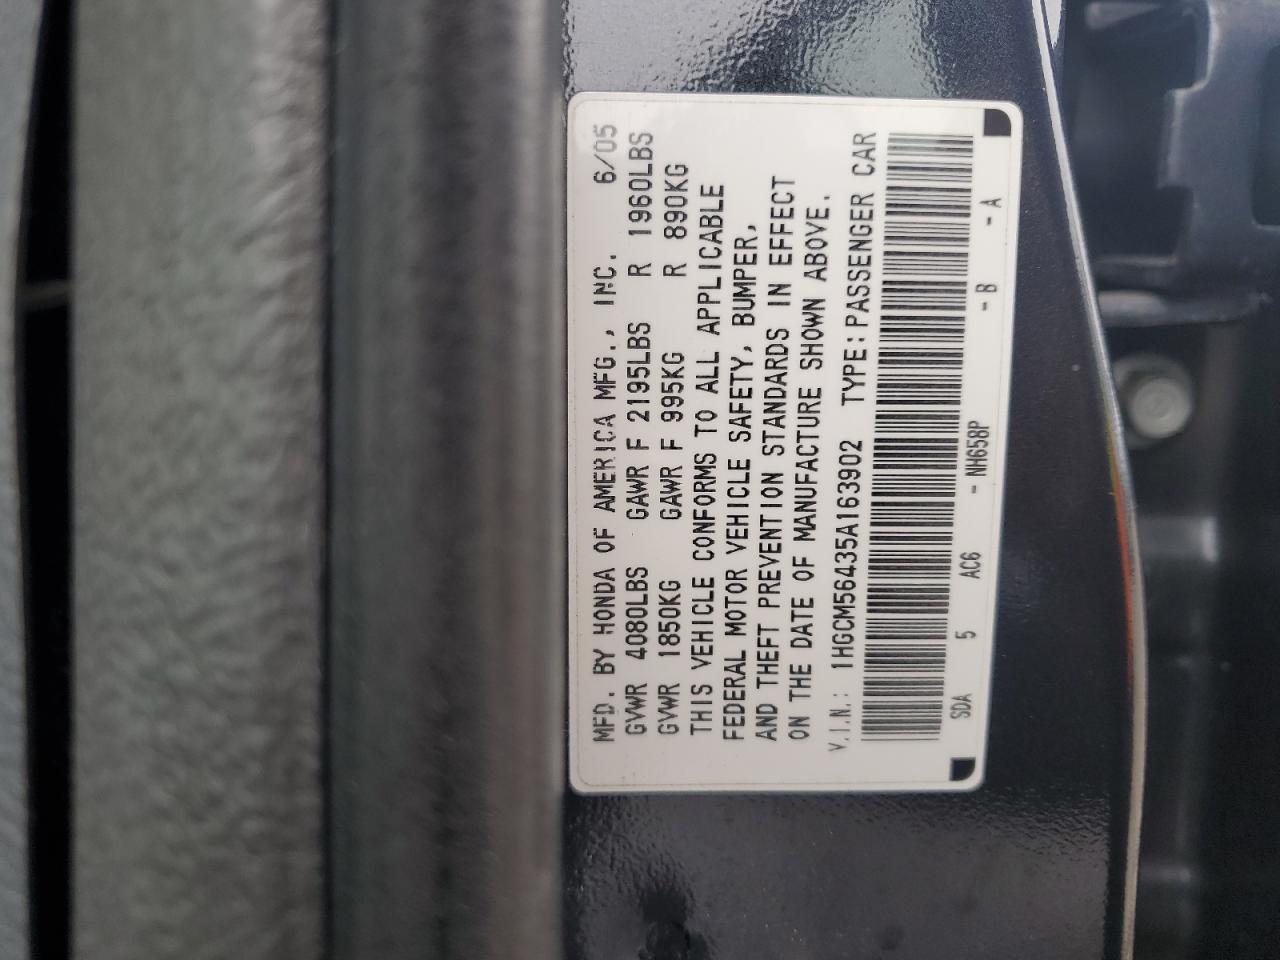 MFD. BY HONDA OF AMERICA MFG., INC. 6/05
GVWR 4080LBS GAWR F 2195LBS R 1960LBS
GVWR 1850KG GAWR F 995KG R 890KG
THIS VEHICLE CONFORMS TO ALL APPLICABLE
FEDERAL MOTOR VEHICLE SAFETY, BUMPER,
AND THEFT PREVENTION STANDARDS IN EFFECT
ON THE DATE OF MANUFACTURE SHOWN ABOVE.
V.I.N.: 1HGCM56435A163902 TYPE: PASSENGER CAR
SDA 5 AC6 - NH658P - B - A